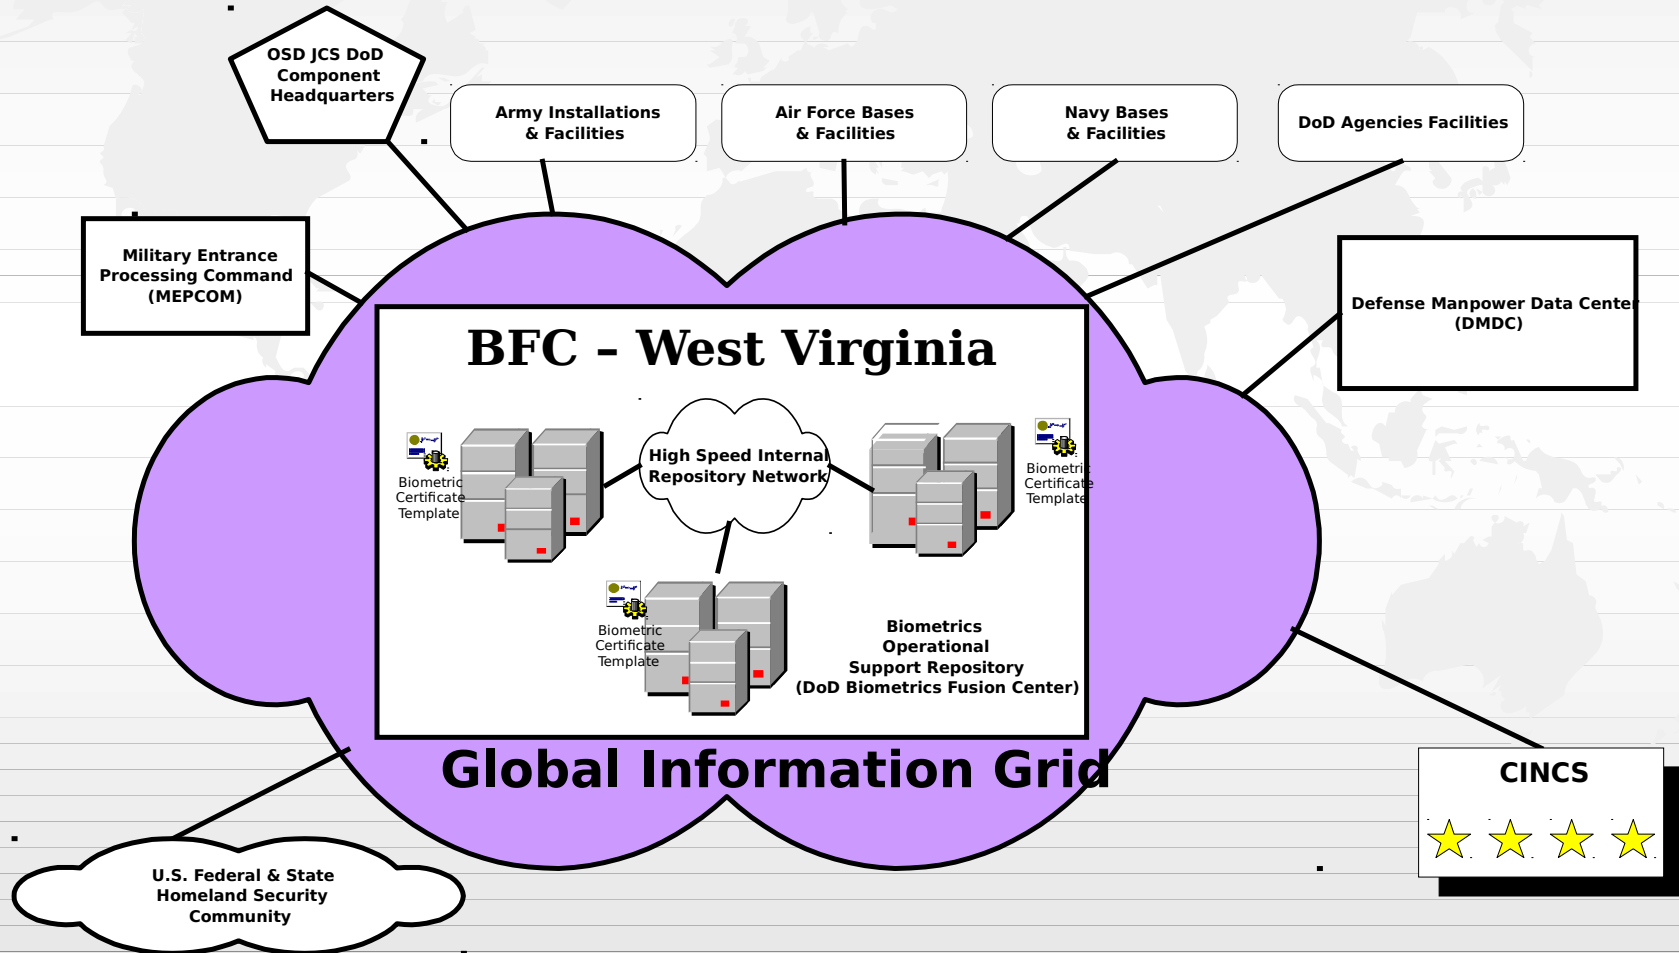 OSD JCS DoD
Component
Headquarters
Army Installations
& Facilities
Air Force Bases
& Facilities
Navy Bases
& Facilities
DoD Agencies Facilities
Military Entrance
Processing Command
(MEPCOM)
Defense Manpower Data Center
(DMDC)
BFC – West Virginia
High Speed Internal
Repository Network
Biometric
Certificate
Template
Biometric
Certificate
Template
Biometric
Certificate
Template
Biometrics
Operational
Support Repository
(DoD Biometrics Fusion Center)
Global Information Grid
CINCS
U.S. Federal & State
Homeland Security
Community